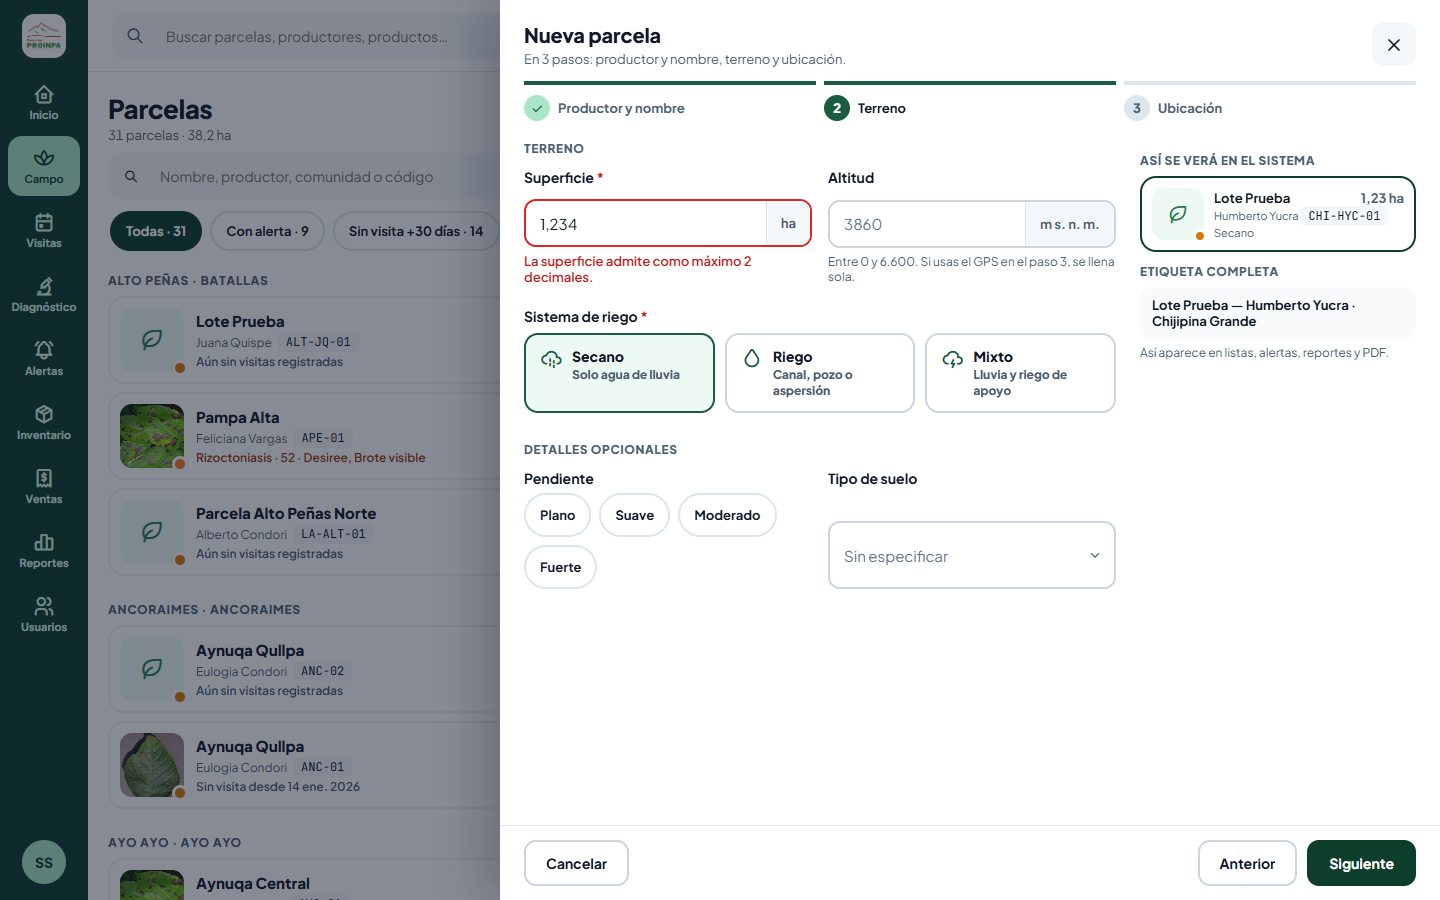 PROINPA
Inicio
Campo
Visitas
Diagnóstico
Alertas
Inventario
Ventas
Reportes
Usuarios
SS
Buscar parcelas, productores, productos...
Parcelas
31 parcelas · 38,2 ha
Nombre, productor, comunidad o código
Todas · 31
Con alerta · 9
Sin visita +30 días · 14
ALTO PEÑAS · BATALLAS
Lote Prueba
Juana Quispe ALT-JQ-01
Aún sin visitas registradas
Pampa Alta
Feliciana Vargas APE-01
Rizoctoniasis · 52 · Desiree, Brote visible
Parcela Alto Peñas Norte
Alberto Condori LA-ALT-01
Aún sin visitas registradas
ANCORAIMES · ANCORAIMES
Aynuqa Qullpa
Eulogia Condori ANC-02
Aún sin visitas registradas
Aynuqa Qullpa
Eulogia Condori ANC-01
Sin visita desde 14 ene. 2026
AYO AYO · AYO AYO
Aynuqa Central
Nueva parcela
En 3 pasos: productor y nombre, terreno y ubicación.
Productor y nombre
2 Terreno
3 Ubicación
TERRENO
Superficie *
1,234 ha
La superficie admite como máximo 2
decimales.
Altitud
3860 m s. n. m.
Entre 0 y 6.600. Si usas el GPS en el paso 3, se llena
sola.
Sistema de riego *
Secano
Solo agua de lluvia
Riego
Canal, pozo o
aspersión
Mixto
Lluvia y riego de
apoyo
DETALLES OPCIONALES
Pendiente
Plano
Suave
Moderado
Fuerte
Tipo de suelo
Sin especificar
ASÍ SE VERÁ EN EL SISTEMA
Lote Prueba 1,23 ha
Humberto Yucra CHI-HYC-01
Secano
ETIQUETA COMPLETA
Lote Prueba — Humberto Yucra ·
Chijipina Grande
Así aparece en listas, alertas, reportes y PDF.
Cancelar
Anterior
Siguiente